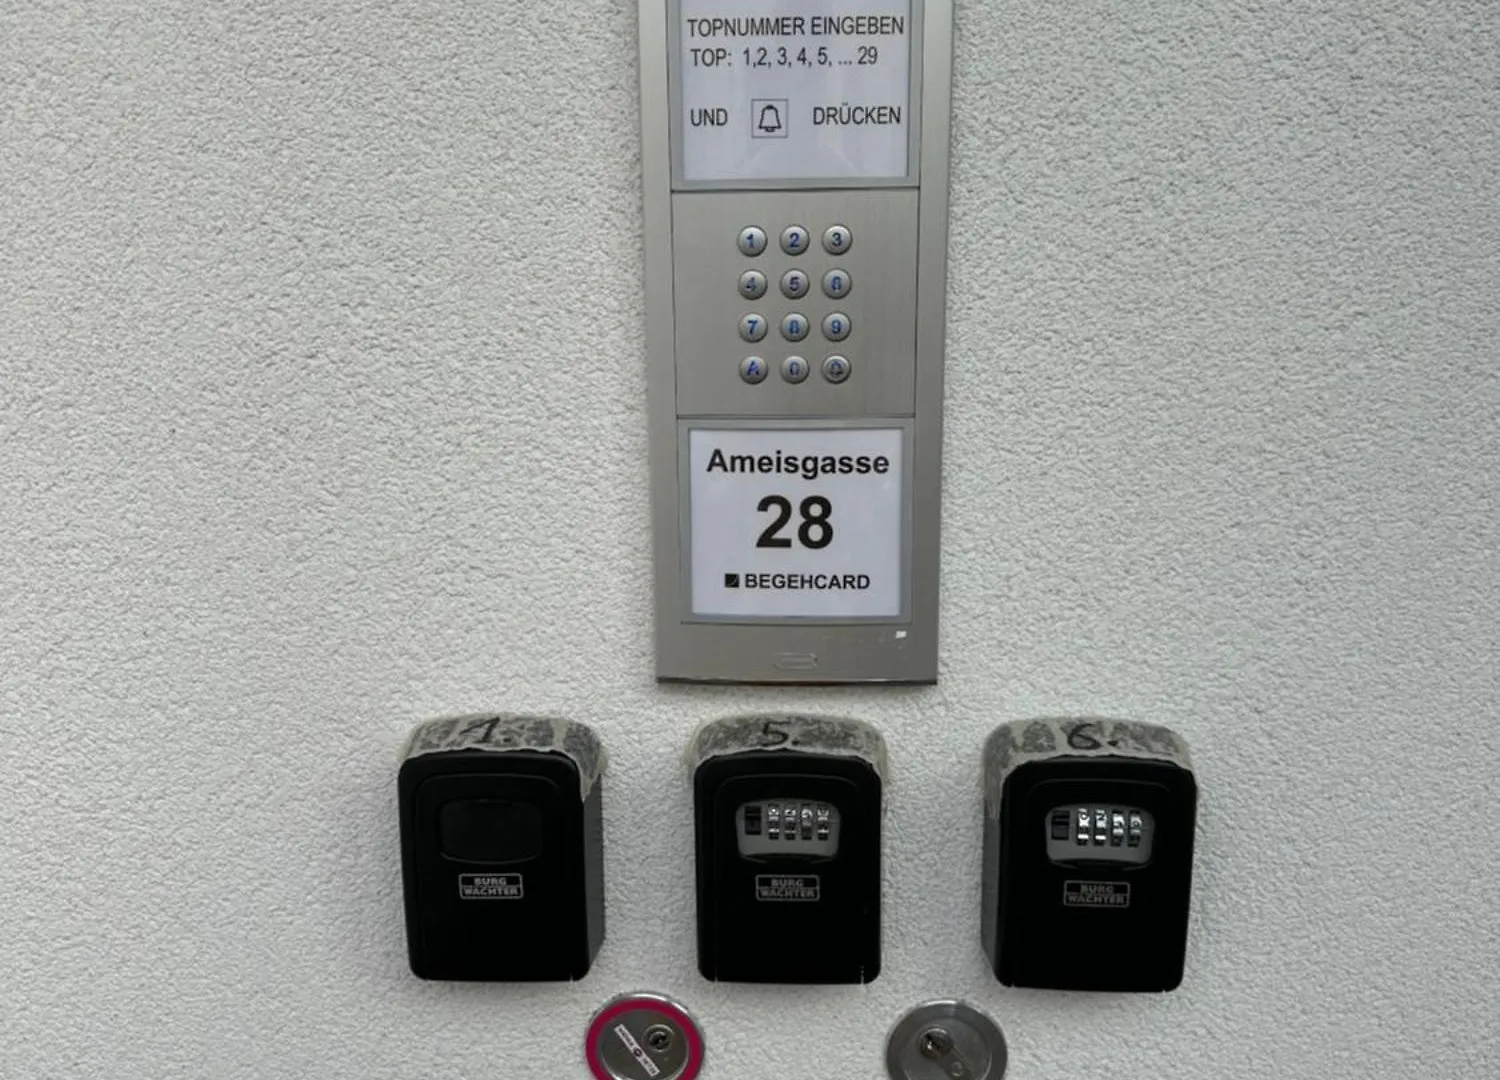 TOPNUMMER EINGEBEN
TOP: 1,2, 3, 4, 5, ... 29
UND DRÜCKEN
1 2 3
4 5 6
7 8 9
A 0
Ameisgasse
28
BEGEHCARD
1. 5. 6.
BURG WÄCHTER
BURG WÄCHTER
BURG WÄCHTER